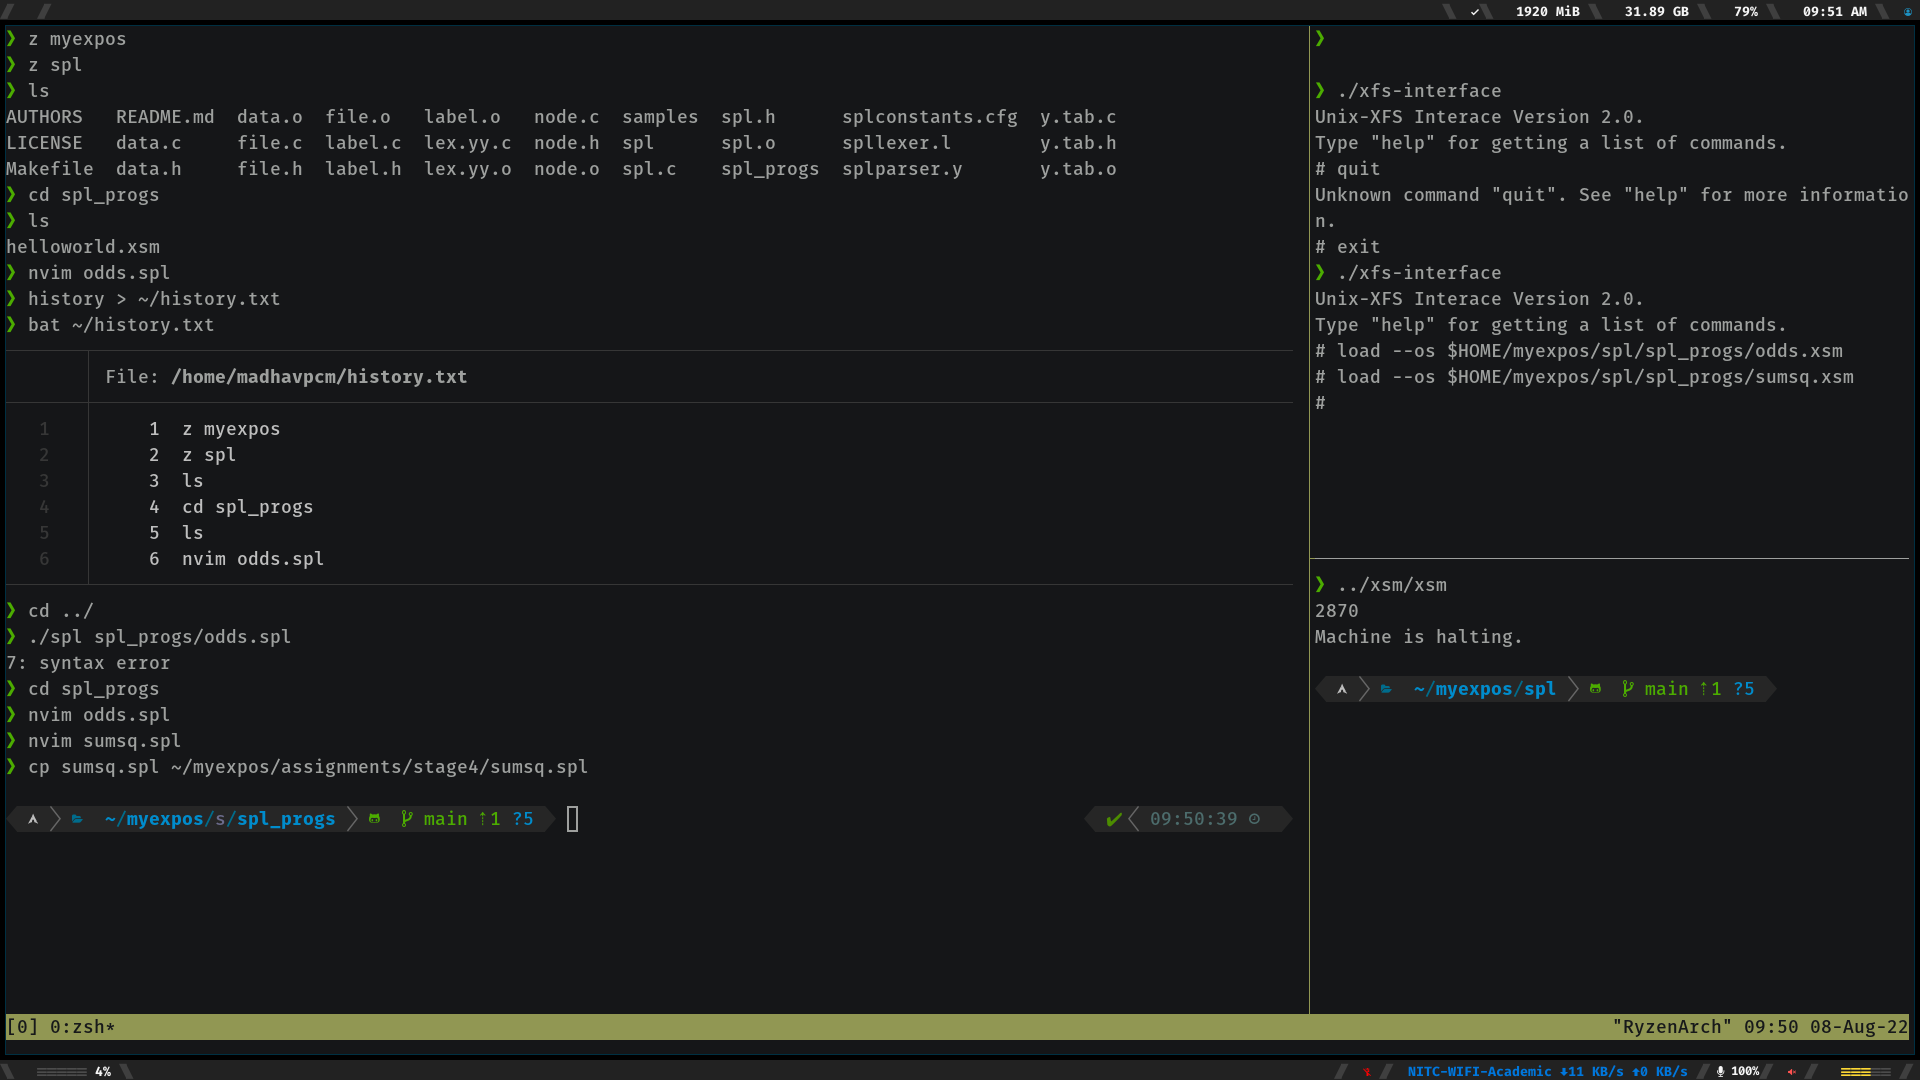 ✓ 1920 MiB 31.89 GB 79% 09:51 AM
❯ z myexpos
❯ z spl
❯ ls
AUTHORS README.md data.o file.o label.o node.c samples spl.h splconstants.cfg y.tab.c
LICENSE data.c file.c label.c lex.yy.c node.h spl spl.o spllexer.l y.tab.h
Makefile data.h file.h label.h lex.yy.o node.o spl.c spl_progs splparser.y y.tab.o
❯ cd spl_progs
❯ ls
helloworld.xsm
❯ nvim odds.spl
❯ history > ~/history.txt
❯ bat ~/history.txt
File: /home/madhavpcm/history.txt
1 1 z myexpos
2 2 z spl
3 3 ls
4 4 cd spl_progs
5 5 ls
6 6 nvim odds.spl
❯ cd ../
❯ ./spl spl_progs/odds.spl
7: syntax error
❯ cd spl_progs
❯ nvim odds.spl
❯ nvim sumsq.spl
❯ cp sumsq.spl ~/myexpos/assignments/stage4/sumsq.spl
~/myexpos/s/spl_progs main ⇡1 ?5 ✔ 09:50:39
❯
❯ ./xfs-interface
Unix-XFS Interace Version 2.0.
Type "help" for getting a list of commands.
# quit
Unknown command "quit". See "help" for more informatio
n.
# exit
❯ ./xfs-interface
Unix-XFS Interace Version 2.0.
Type "help" for getting a list of commands.
# load --os $HOME/myexpos/spl/spl_progs/odds.xsm
# load --os $HOME/myexpos/spl/spl_progs/sumsq.xsm
#
❯ ../xsm/xsm
2870
Machine is halting.
~/myexpos/spl main ⇡1 ?5
[0] 0:zsh* "RyzenArch" 09:50 08-Aug-22
4% NITC-WIFI-Academic ↓11 KB/s ↑0 KB/s 100%